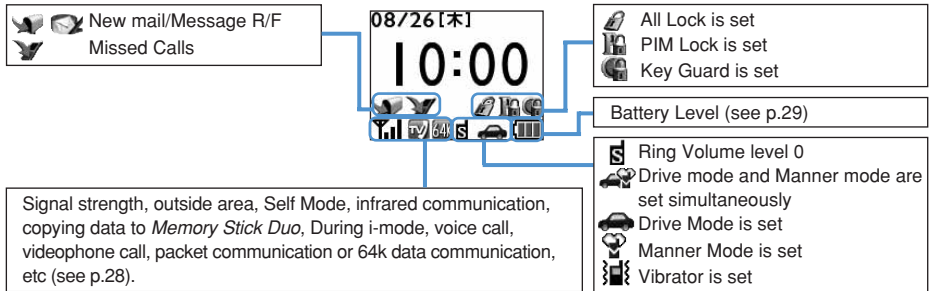 New mail/Message R/F
Missed Calls
08/26[木]
10:00
TV 64 S
All Lock is set
PIM Lock is set
Key Guard is set
Battery Level (see p.29)
S Ring Volume level 0
Drive mode and Manner mode are
set simultaneously
Drive Mode is set
Manner Mode is set
Vibrator is set
Signal strength, outside area, Self Mode, infrared communication,
copying data to Memory Stick Duo, During i-mode, voice call,
videophone call, packet communication or 64k data communication,
etc (see p.28).